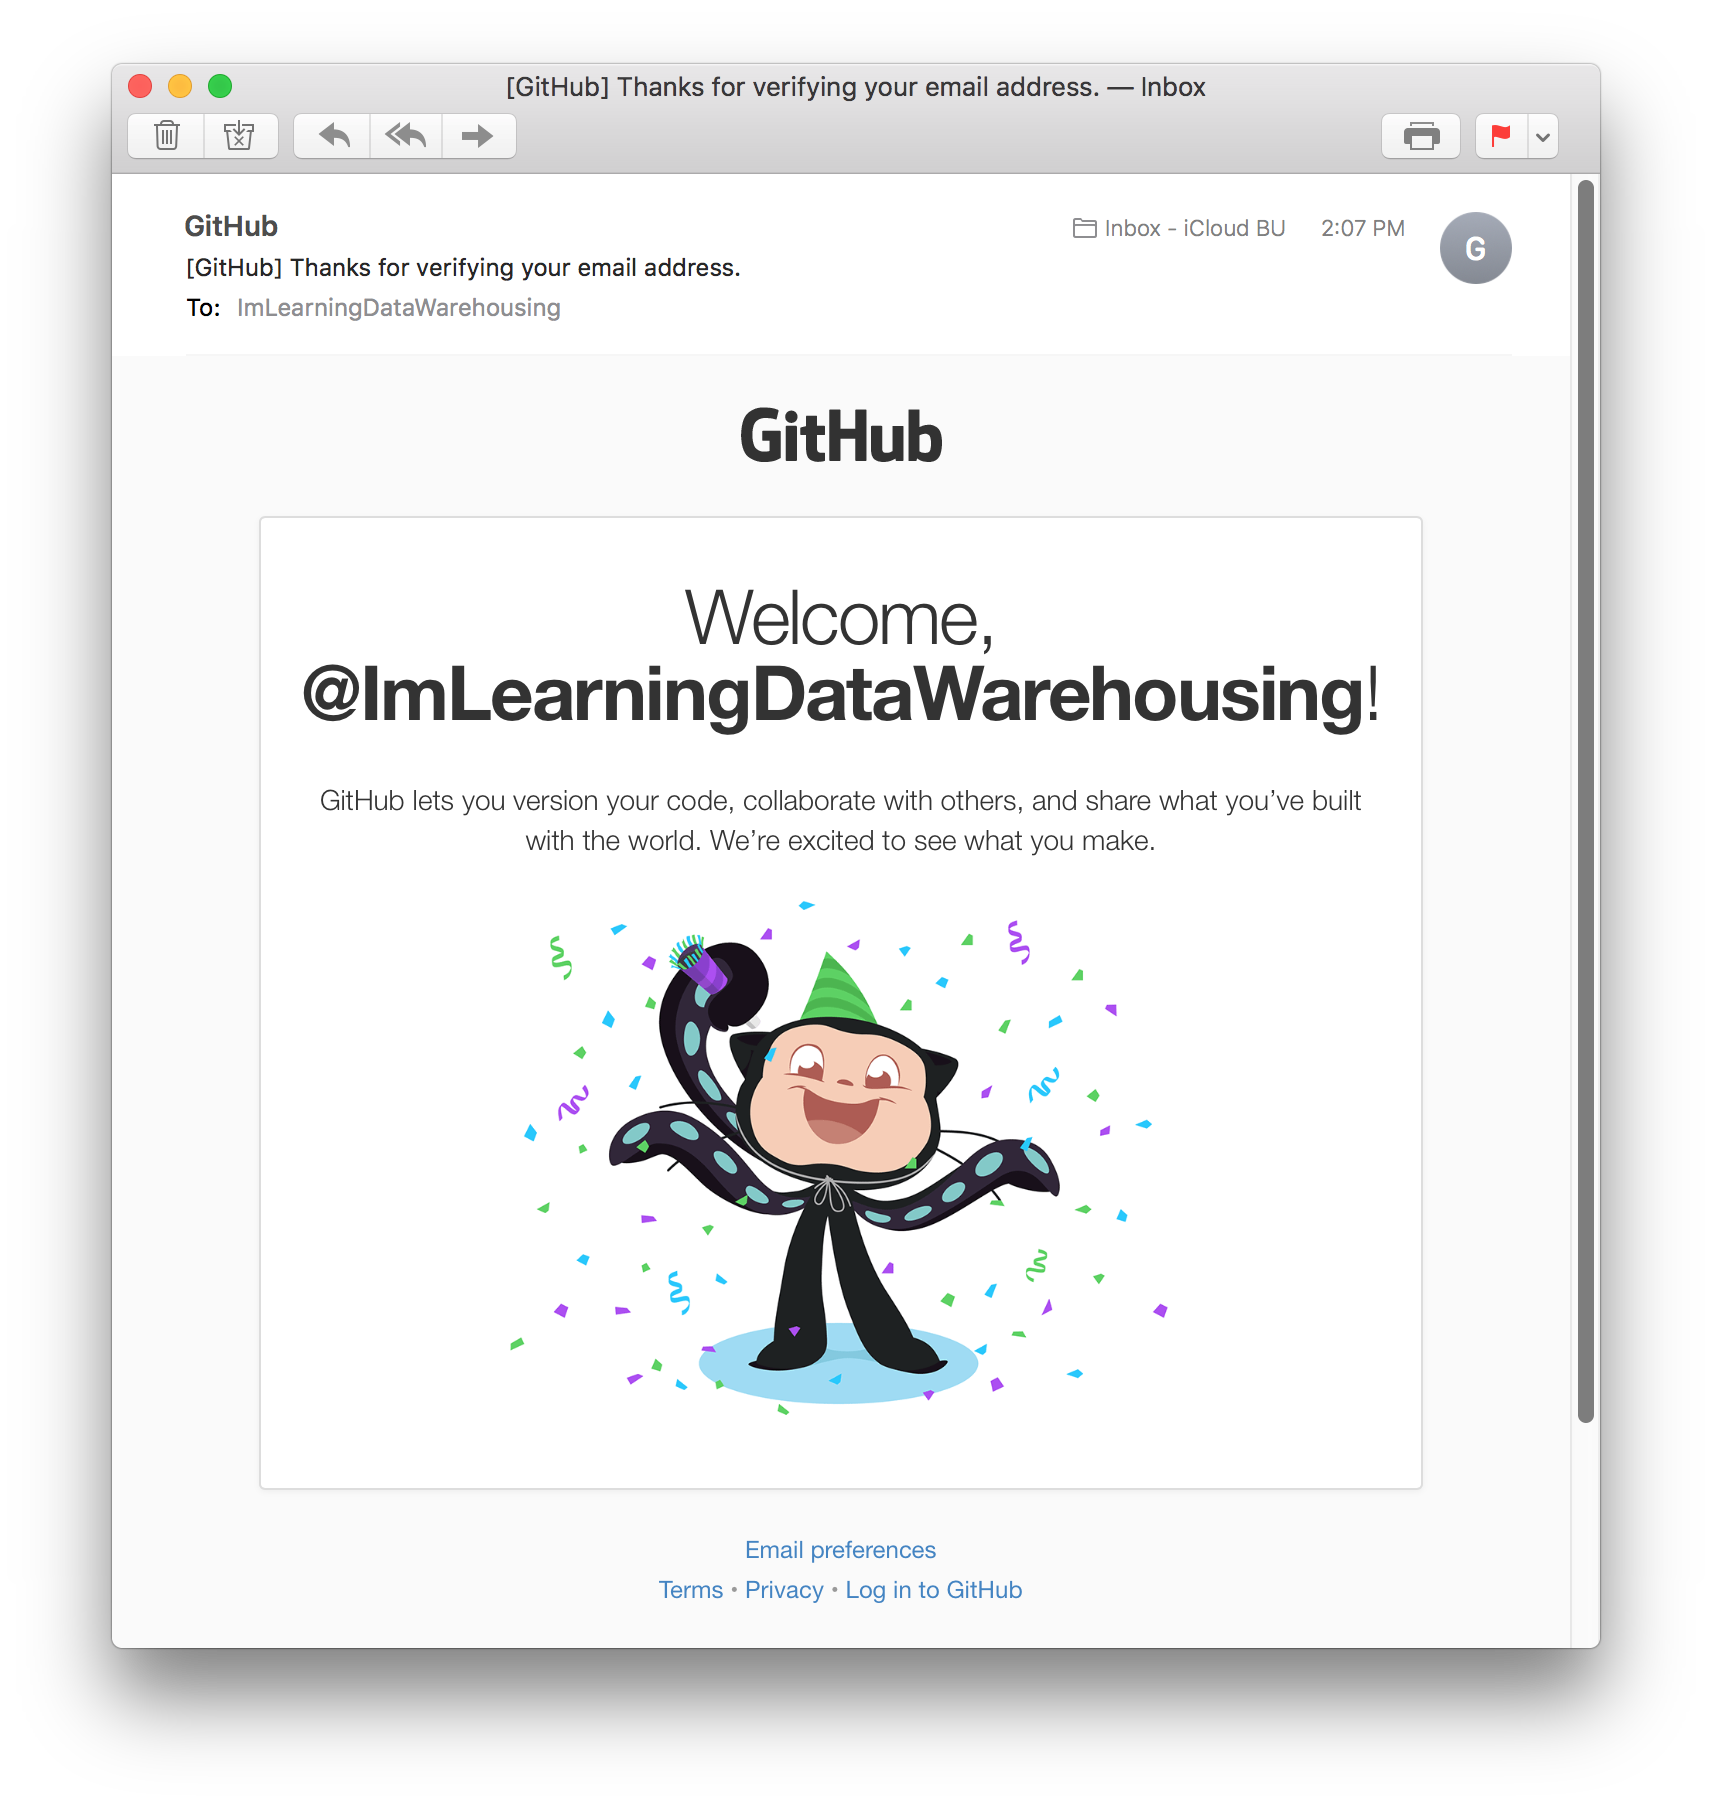 [GitHub] Thanks for verifying your email address. — Inbox
GitHub
Inbox - iCloud BU
2:07 PM
G
[GitHub] Thanks for verifying your email address.
To: ImLearningDataWarehousing
GitHub
Welcome,
@ImLearningDataWarehousing!
GitHub lets you version your code, collaborate with others, and share what you’ve built
with the world. We’re excited to see what you make.
Email preferences
Terms • Privacy • Log in to GitHub